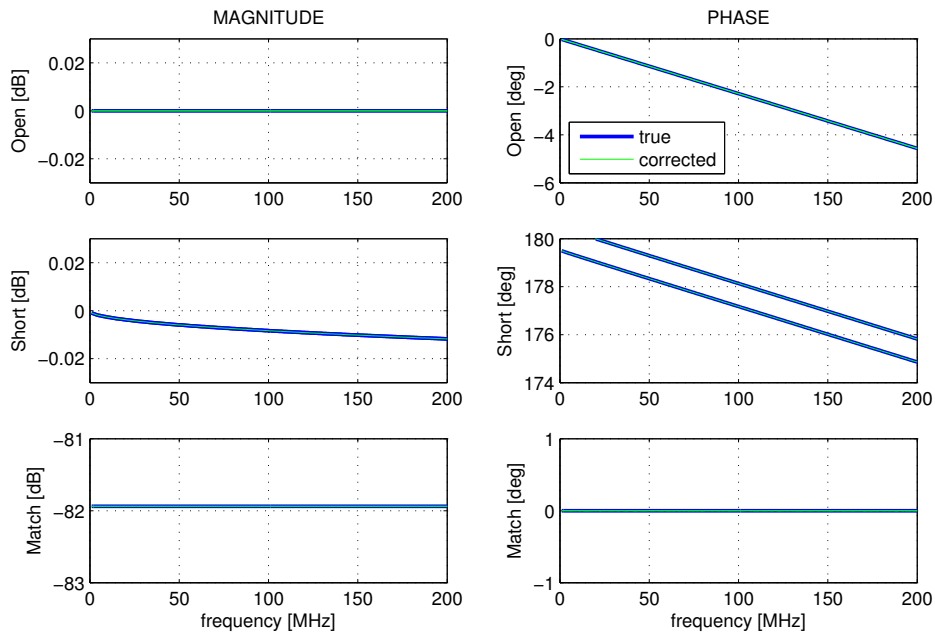 MAGNITUDE
Open [dB]
0.02
0
−0.02
0 50 100 150 200
PHASE
Open [deg]
0
−2
−4
−6
true
corrected
0 50 100 150 200
Short [dB]
0.02
0
−0.02
0 50 100 150 200
Short [deg]
180
178
176
174
0 50 100 150 200
Match [dB]
−81
−82
−83
0 50 100 150 200
frequency [MHz]
Match [deg]
1
0
−1
0 50 100 150 200
frequency [MHz]